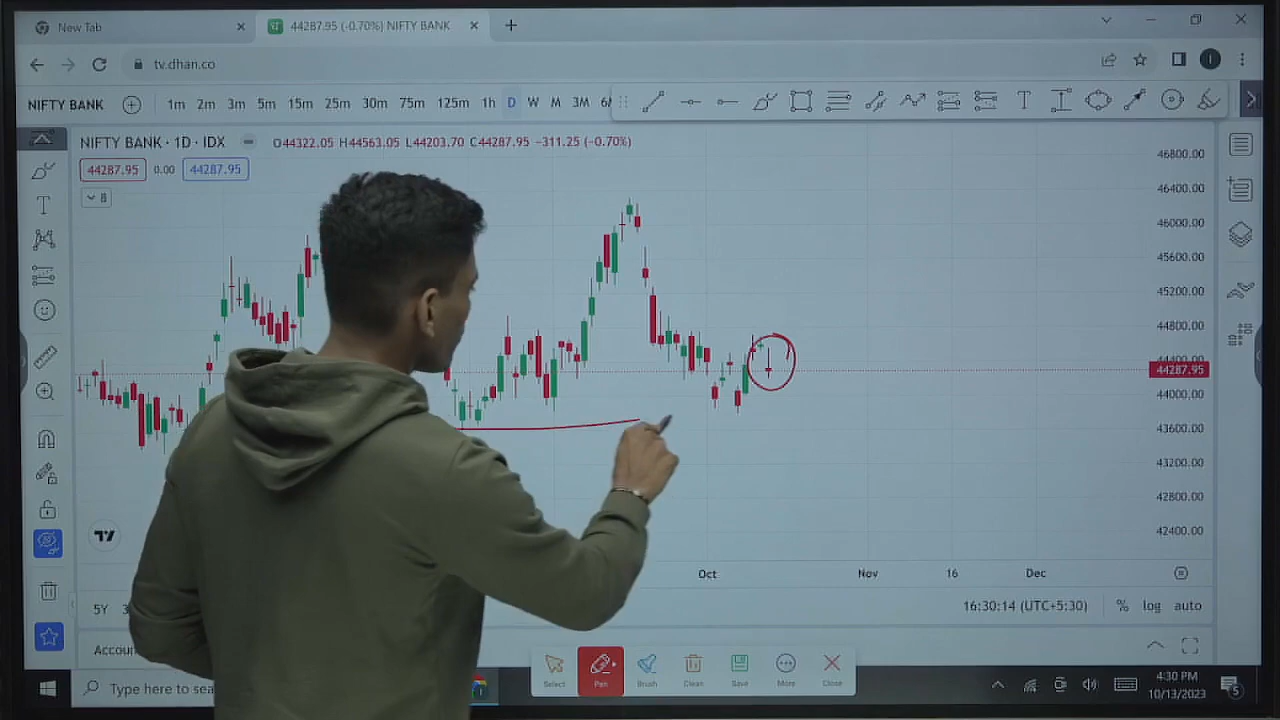 New Tab
44287.95 (-0.70%) NIFTY BANK
tv.dhan.co
NIFTY BANK 1m 2m 3m 5m 15m 25m 30m 75m 125m 1h D W M 3M
NIFTY BANK · 1D · IDX O44322.05 H44563.05 L44203.70 C44287.95 −311.25 (−0.70%)
44287.95 0.00 44287.95
8
46800.00
46400.00
46000.00
45600.00
45200.00
44800.00
44400.00
44287.95
44000.00
43600.00
43200.00
42800.00
42400.00
Oct Nov 16 Dec
5Y 16:30:14 (UTC+5:30) % log auto
Select Pen Brush Clean Save More Close
Type here to sea
4:30 PM
10/13/2023
5